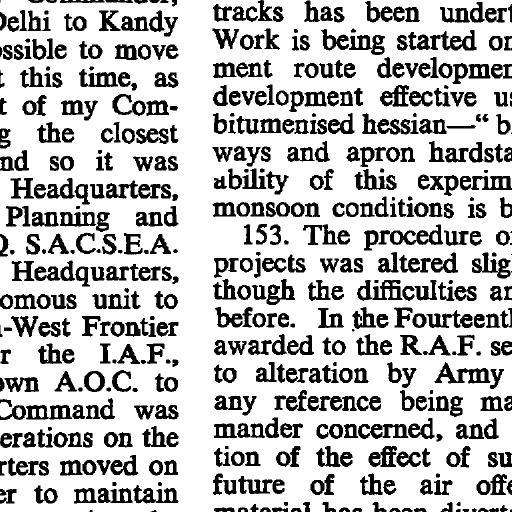 Delhi to Kandy
possible to move
t this time, as
t of my Com-
g the closest
nd so it was
Headquarters,
Planning and
Q. S.A.C.S.E.A.
Headquarters,
omous unit to
-West Frontier
r the I.A.F.,
own A.O.C. to
Command was
erations on the
rters moved on
er to maintain
tracks has been undert
Work is being started on
ment route developmen
development effective us
bitumenised hessian—“ b
ways and apron hardsta
ability of this experim
monsoon conditions is b
153. The procedure o
projects was altered slig
though the difficulties ar
before. In the Fourteenth
awarded to the R.A.F. se
to alteration by Army
any reference being ma
mander concerned, and
tion of the effect of su
future of the air offe
material has been divert